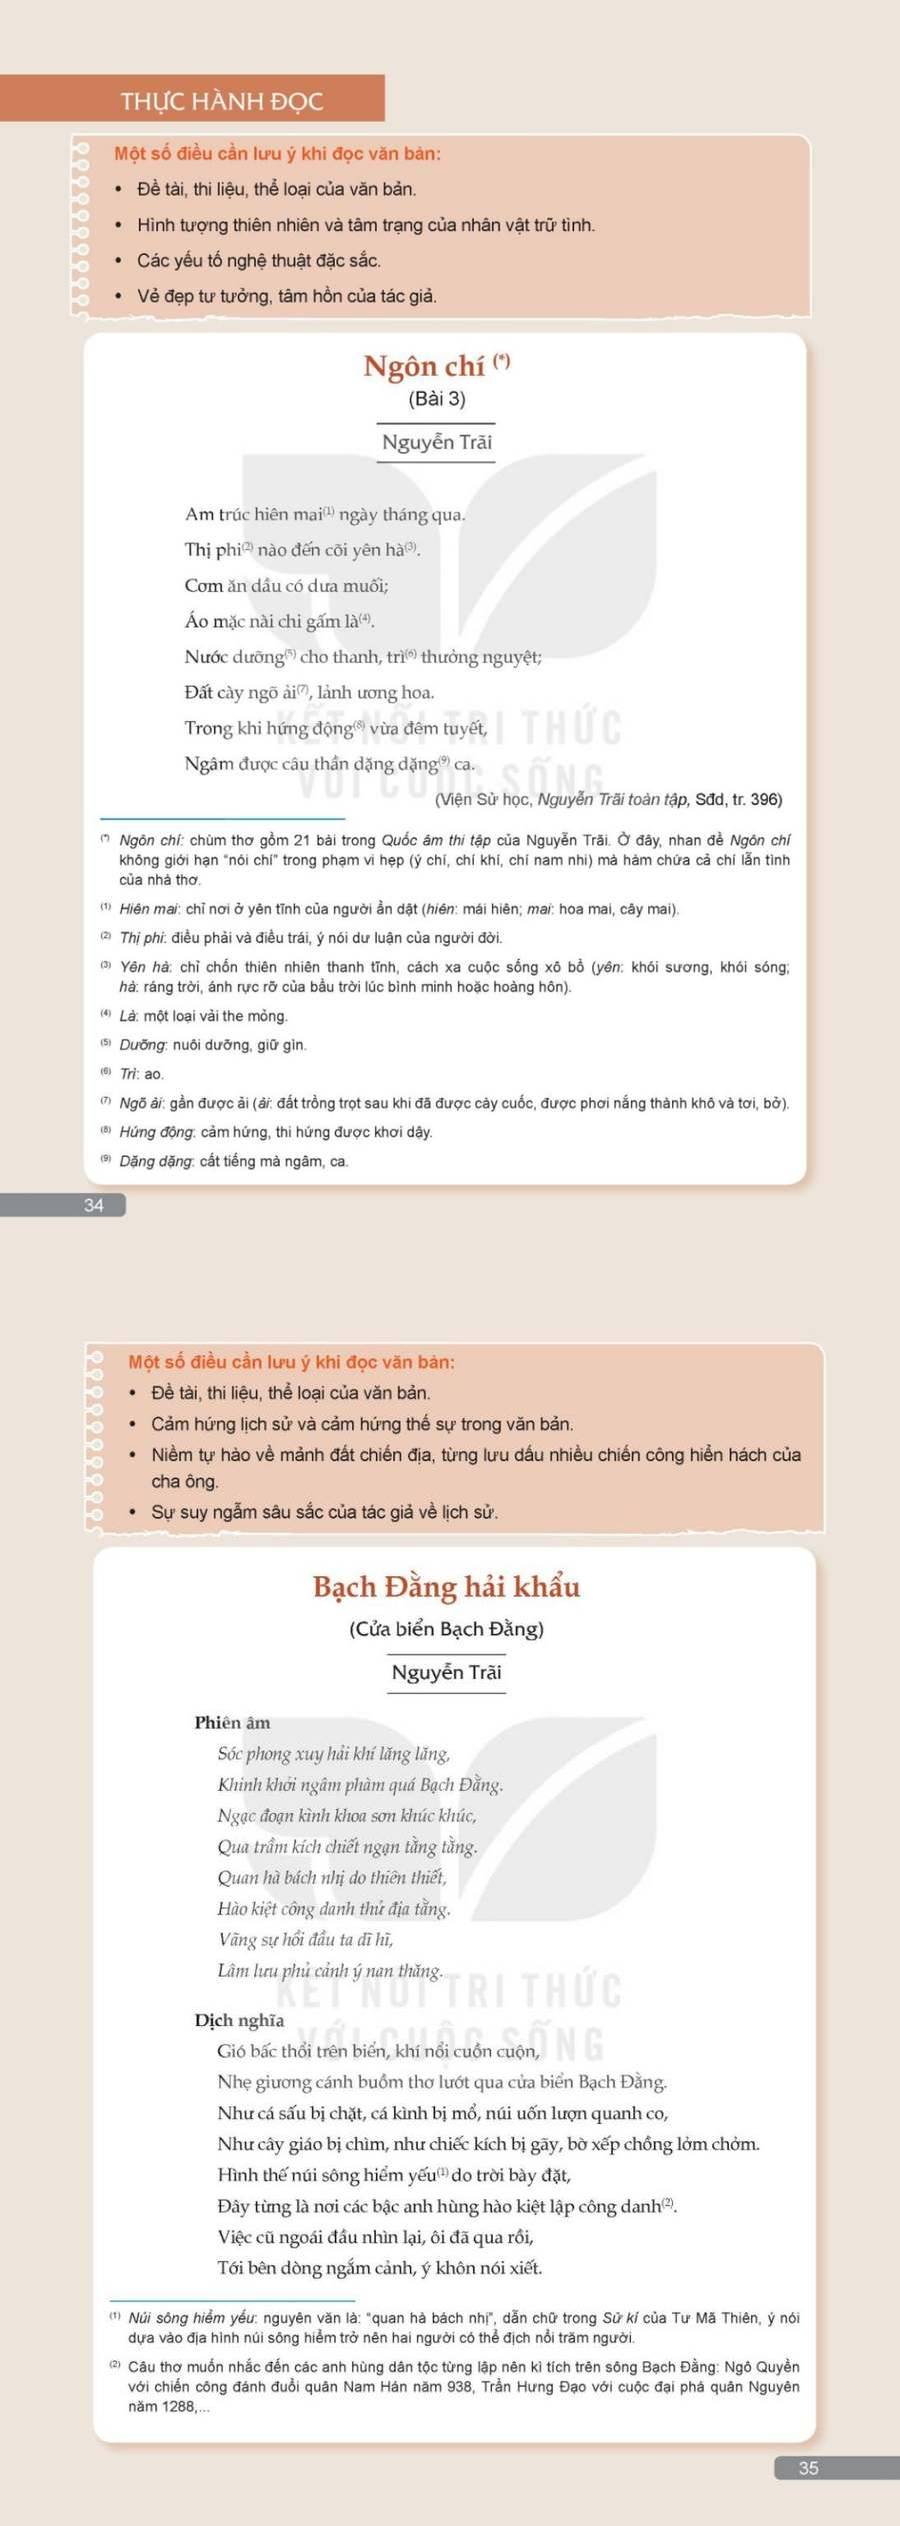 THỰC HÀNH ĐỌC
Một số điều cần lưu ý khi đọc văn bản:
• Đề tài, thi liệu, thể loại của văn bản.
• Hình tượng thiên nhiên và tâm trạng của nhân vật trữ tình.
• Các yếu tố nghệ thuật đặc sắc.
• Vẻ đẹp tư tưởng, tâm hồn của tác giả.
Ngôn chí (*)
(Bài 3)
Nguyễn Trãi
Am trúc hiên mai(1) ngày tháng qua.
Thị phi(2) nào đến cõi yên hà(3).
Cơm ăn dầu có dưa muối;
Áo mặc nài chi gấm là(4).
Nước dưỡng(5) cho thanh, trì(6) thưởng nguyệt;
Đất cày ngõ ải(7), lảnh ương hoa.
Trong khi hứng động(8) vừa đêm tuyết,
Ngâm được câu thần dặng dặng(9) ca.
KẾT NỐI TRI THỨC
VỚI CUỘC SỐNG
(Viện Sử học, Nguyễn Trãi toàn tập, Sđd, tr. 396)
(*) Ngôn chí: chùm thơ gồm 21 bài trong Quốc âm thi tập của Nguyễn Trãi. Ở đây, nhan đề Ngôn chí
không giới hạn “nói chí” trong phạm vi hẹp (ý chí, chí khí, chí nam nhi) mà hàm chứa cả chí lẫn tình
của nhà thơ.
(1) Hiên mai: chỉ nơi ở yên tĩnh của người ẩn dật (hiên: mái hiên; mai: hoa mai, cây mai).
(2) Thị phi: điều phải và điều trái, ý nói dư luận của người đời.
(3) Yên hà: chỉ chốn thiên nhiên thanh tĩnh, cách xa cuộc sống xô bồ (yên: khói sương, khói sóng;
hà: ráng trời, ánh rực rỡ của bầu trời lúc bình minh hoặc hoàng hôn).
(4) Là: một loại vải the mỏng.
(5) Dưỡng: nuôi dưỡng, giữ gìn.
(6) Trì: ao.
(7) Ngõ ải: gần được ải (ải: đất trồng trọt sau khi đã được cày cuốc, được phơi nắng thành khô và tơi, bở).
(8) Hứng động: cảm hứng, thi hứng được khơi dậy.
(9) Dặng dặng: cất tiếng mà ngâm, ca.
34
Một số điều cần lưu ý khi đọc văn bản:
• Đề tài, thi liệu, thể loại của văn bản.
• Cảm hứng lịch sử và cảm hứng thế sự trong văn bản.
• Niềm tự hào về mảnh đất chiến địa, từng lưu dấu nhiều chiến công hiển hách của
cha ông.
• Sự suy ngẫm sâu sắc của tác giả về lịch sử.
Bạch Đằng hải khẩu
(Cửa biển Bạch Đằng)
Nguyễn Trãi
Phiên âm
Sóc phong xuy hải khí lăng lăng,
Khinh khởi ngâm phàm quá Bạch Đằng.
Ngạc đoạn kình khoa sơn khúc khúc,
Qua trầm kích chiết ngạn tằng tằng.
Quan hà bách nhị do thiên thiết,
Hào kiệt công danh thử địa tằng.
Vãng sự hồi đầu ta dĩ hĩ,
Lâm lưu phủ cảnh ý nan thăng.
KẾT NỐI TRI THỨC
VỚI CUỘC SỐNG
Dịch nghĩa
Gió bấc thổi trên biển, khí nổi cuồn cuộn,
Nhẹ giương cánh buồm thơ lướt qua cửa biển Bạch Đằng.
Như cá sấu bị chặt, cá kình bị mổ, núi uốn lượn quanh co,
Như cây giáo bị chìm, như chiếc kích bị gãy, bờ xếp chồng lởm chởm.
Hình thế núi sông hiểm yếu(1) do trời bày đặt,
Đây từng là nơi các bậc anh hùng hào kiệt lập công danh(2).
Việc cũ ngoái đầu nhìn lại, ôi đã qua rồi,
Tới bên dòng ngắm cảnh, ý khôn nói xiết.
(1) Núi sông hiểm yếu: nguyên văn là: “quan hà bách nhị”, dẫn chữ trong Sử kí của Tư Mã Thiên, ý nói
dựa vào địa hình núi sông hiểm trở nên hai người có thể địch nổi trăm người.
(2) Câu thơ muốn nhắc đến các anh hùng dân tộc từng lập nên kì tích trên sông Bạch Đằng: Ngô Quyền
với chiến công đánh đuổi quân Nam Hán năm 938, Trần Hưng Đạo với cuộc đại phá quân Nguyên
năm 1288,...
35